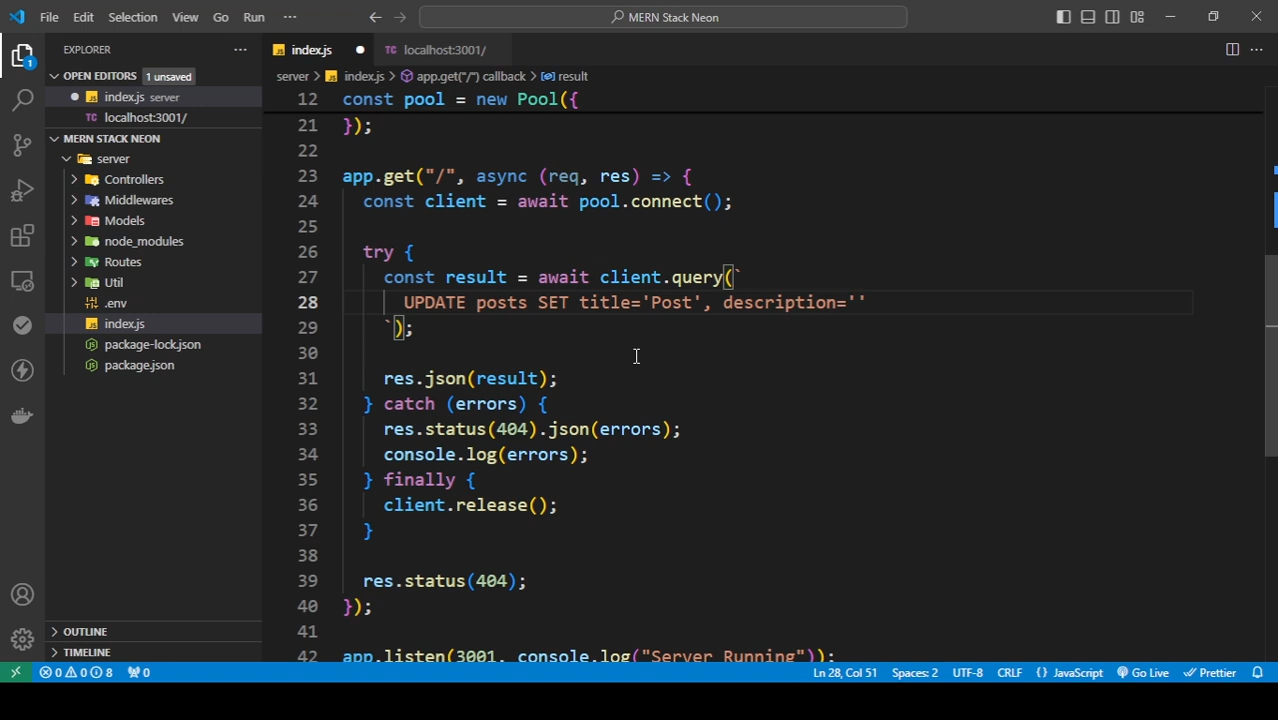 File Edit Selection View Go Run ··· MERN Stack Neon
EXPLORER ···
OPEN EDITORS 1 unsaved
index.js server
localhost:3001/
MERN STACK NEON
server
Controllers
Middlewares
Models
node_modules
Routes
Util
.env
index.js
package-lock.json
package.json
OUTLINE
TIMELINE
index.js TC localhost:3001/
server > index.js > app.get("/") callback > result
12 const pool = new Pool({
21 });
22
23 app.get("/", async (req, res) => {
24 const client = await pool.connect();
25
26 try {
27 const result = await client.query(`
28 UPDATE posts SET title='Post', description=''
29 `);
30
31 res.json(result);
32 } catch (errors) {
33 res.status(404).json(errors);
34 console.log(errors);
35 } finally {
36 client.release();
37 }
38
39 res.status(404);
40 });
41
42 app.listen(3001, console.log("Server Running"));
0 0 8 0 Ln 28, Col 51 Spaces: 2 UTF-8 CRLF {} JavaScript Go Live Prettier